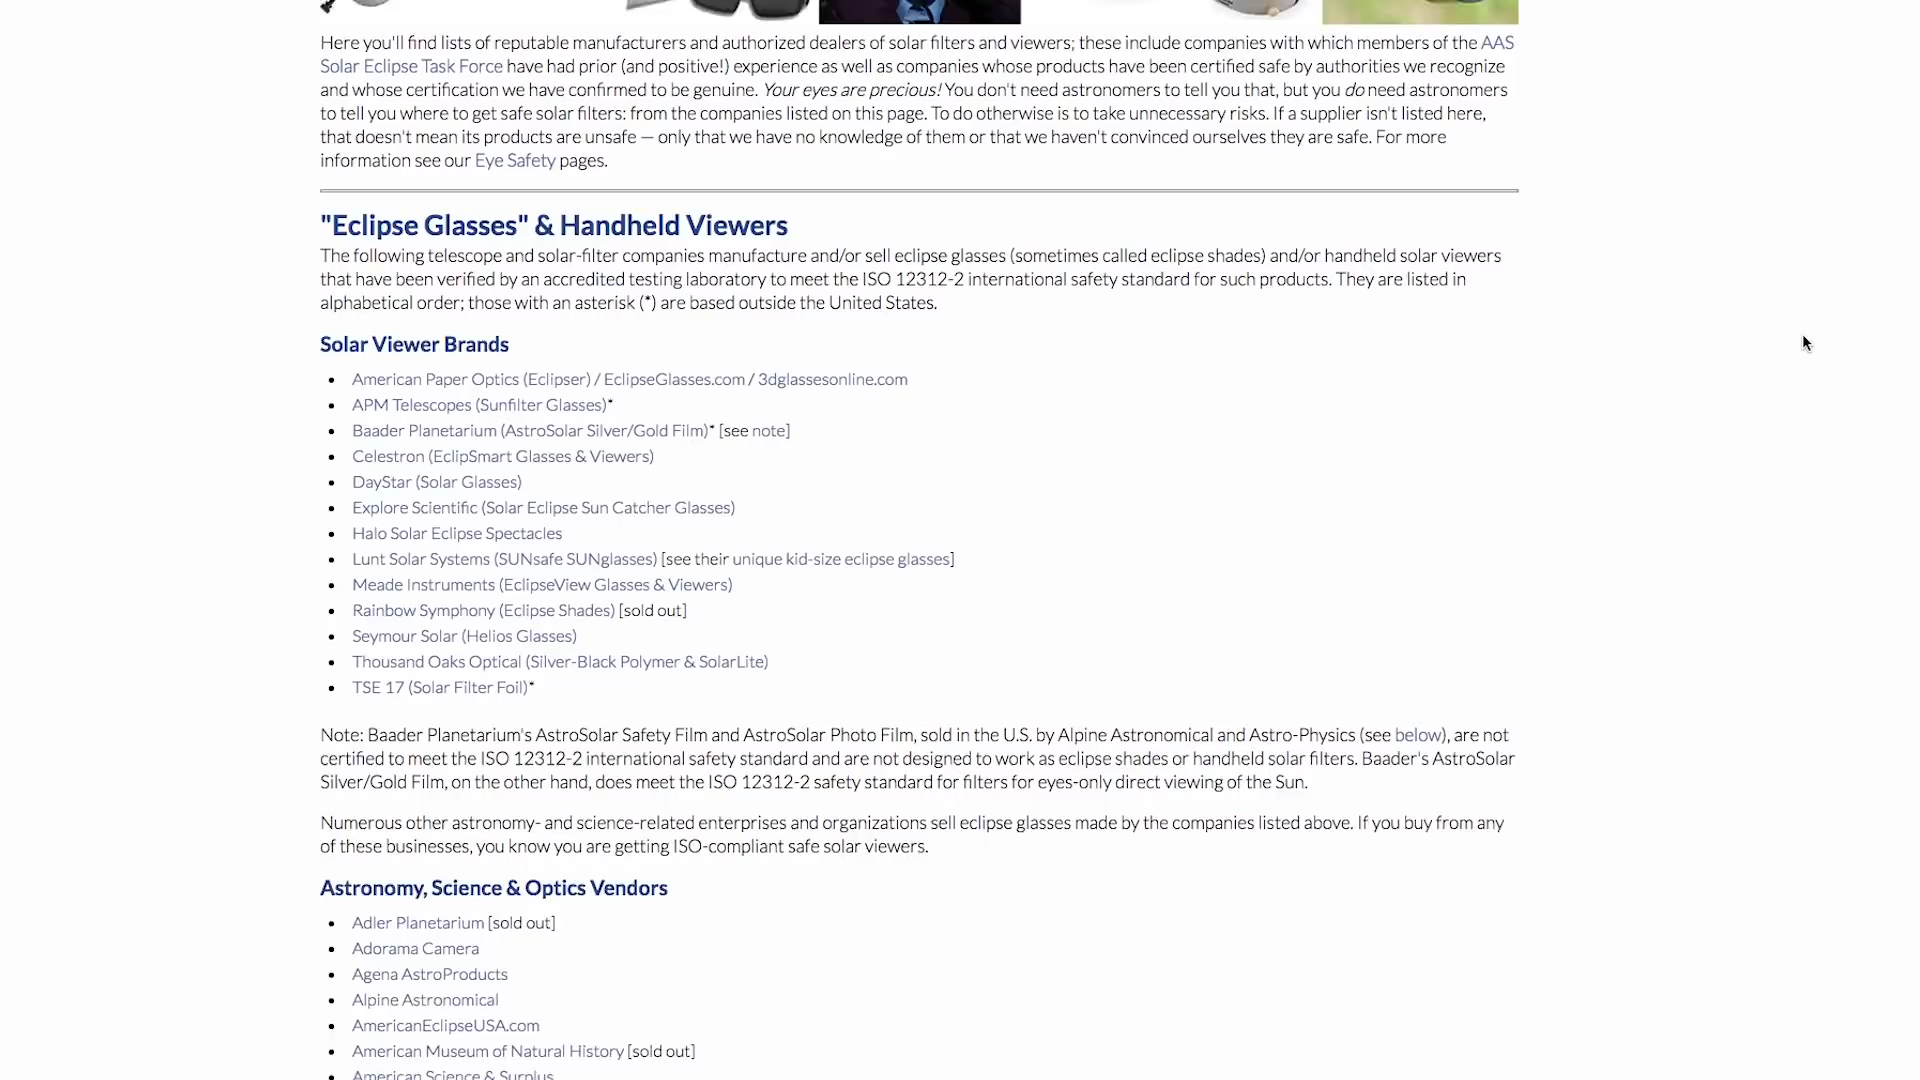 Here you'll find lists of reputable manufacturers and authorized dealers of solar filters and viewers; these include companies with which members of the AAS
Solar Eclipse Task Force have had prior (and positive!) experience as well as companies whose products have been certified safe by authorities we recognize
and whose certification we have confirmed to be genuine. Your eyes are precious! You don't need astronomers to tell you that, but you do need astronomers
to tell you where to get safe solar filters: from the companies listed on this page. To do otherwise is to take unnecessary risks. If a supplier isn't listed here,
that doesn't mean its products are unsafe — only that we have no knowledge of them or that we haven't convinced ourselves they are safe. For more
information see our Eye Safety pages.
"Eclipse Glasses" & Handheld Viewers
The following telescope and solar-filter companies manufacture and/or sell eclipse glasses (sometimes called eclipse shades) and/or handheld solar viewers
that have been verified by an accredited testing laboratory to meet the ISO 12312-2 international safety standard for such products. They are listed in
alphabetical order; those with an asterisk (*) are based outside the United States.
Solar Viewer Brands
• American Paper Optics (Eclipser) / EclipseGlasses.com / 3dglassesonline.com
• APM Telescopes (Sunfilter Glasses)*
• Baader Planetarium (AstroSolar Silver/Gold Film)* [see note]
• Celestron (EclipSmart Glasses & Viewers)
• DayStar (Solar Glasses)
• Explore Scientific (Solar Eclipse Sun Catcher Glasses)
• Halo Solar Eclipse Spectacles
• Lunt Solar Systems (SUNsafe SUNglasses) [see their unique kid-size eclipse glasses]
• Meade Instruments (EclipseView Glasses & Viewers)
• Rainbow Symphony (Eclipse Shades) [sold out]
• Seymour Solar (Helios Glasses)
• Thousand Oaks Optical (Silver-Black Polymer & SolarLite)
• TSE 17 (Solar Filter Foil)*
Note: Baader Planetarium's AstroSolar Safety Film and AstroSolar Photo Film, sold in the U.S. by Alpine Astronomical and Astro-Physics (see below), are not
certified to meet the ISO 12312-2 international safety standard and are not designed to work as eclipse shades or handheld solar filters. Baader's AstroSolar
Silver/Gold Film, on the other hand, does meet the ISO 12312-2 safety standard for filters for eyes-only direct viewing of the Sun.
Numerous other astronomy- and science-related enterprises and organizations sell eclipse glasses made by the companies listed above. If you buy from any
of these businesses, you know you are getting ISO-compliant safe solar viewers.
Astronomy, Science & Optics Vendors
• Adler Planetarium [sold out]
• Adorama Camera
• Agena AstroProducts
• Alpine Astronomical
• AmericanEclipseUSA.com
• American Museum of Natural History [sold out]
• American Science & Surplus